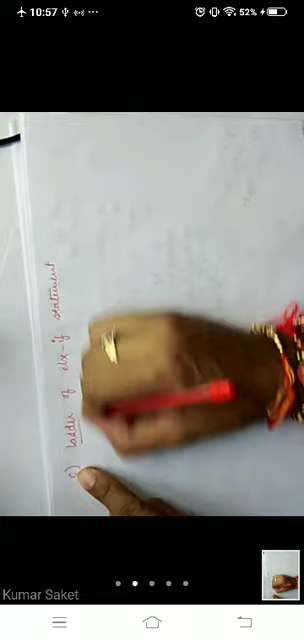 10:57
52%
c) ladder of else-if statement
Kumar Saket